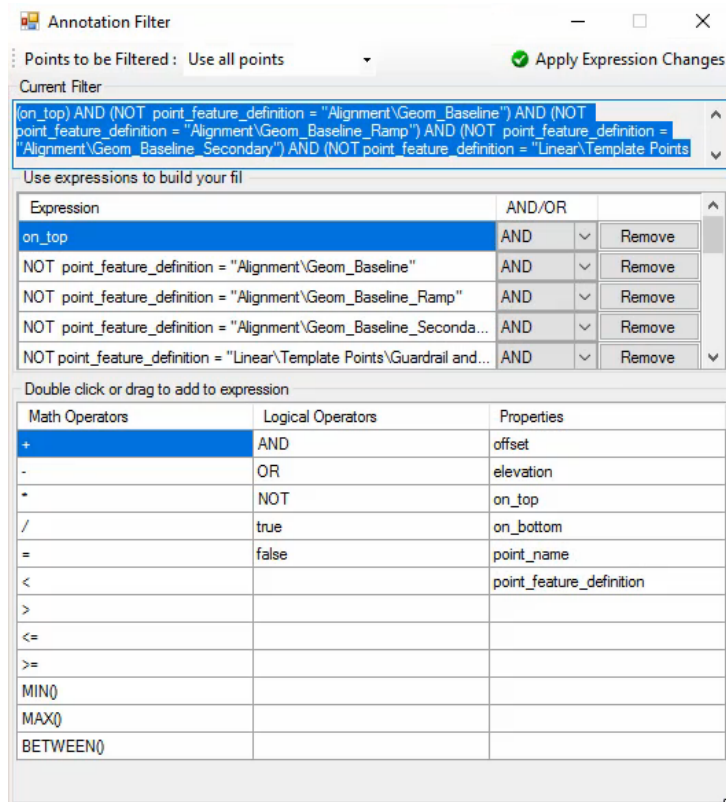 Annotation Filter
Points to be Filtered : Use all points
Apply Expression Changes
Current Filter
(on_top) AND (NOT point_feature_definition = "Alignment\Geom_Baseline") AND (NOT
point_feature_definition = "Alignment\Geom_Baseline_Ramp") AND (NOT point_feature_definition =
"Alignment\Geom_Baseline_Secondary") AND (NOT point_feature_definition = "Linear\Template Points
Use expressions to build your fil
Expression AND/OR
on_top AND Remove
NOT point_feature_definition = "Alignment\Geom_Baseline" AND Remove
NOT point_feature_definition = "Alignment\Geom_Baseline_Ramp" AND Remove
NOT point_feature_definition = "Alignment\Geom_Baseline_Seconda... AND Remove
NOT point_feature_definition = "Linear\Template Points\Guardrail and... AND Remove
Double click or drag to add to expression
Math Operators Logical Operators Properties
+ AND offset
- OR elevation
* NOT on_top
/ true on_bottom
= false point_name
< point_feature_definition
>
<=
>=
MIN()
MAX()
BETWEEN()